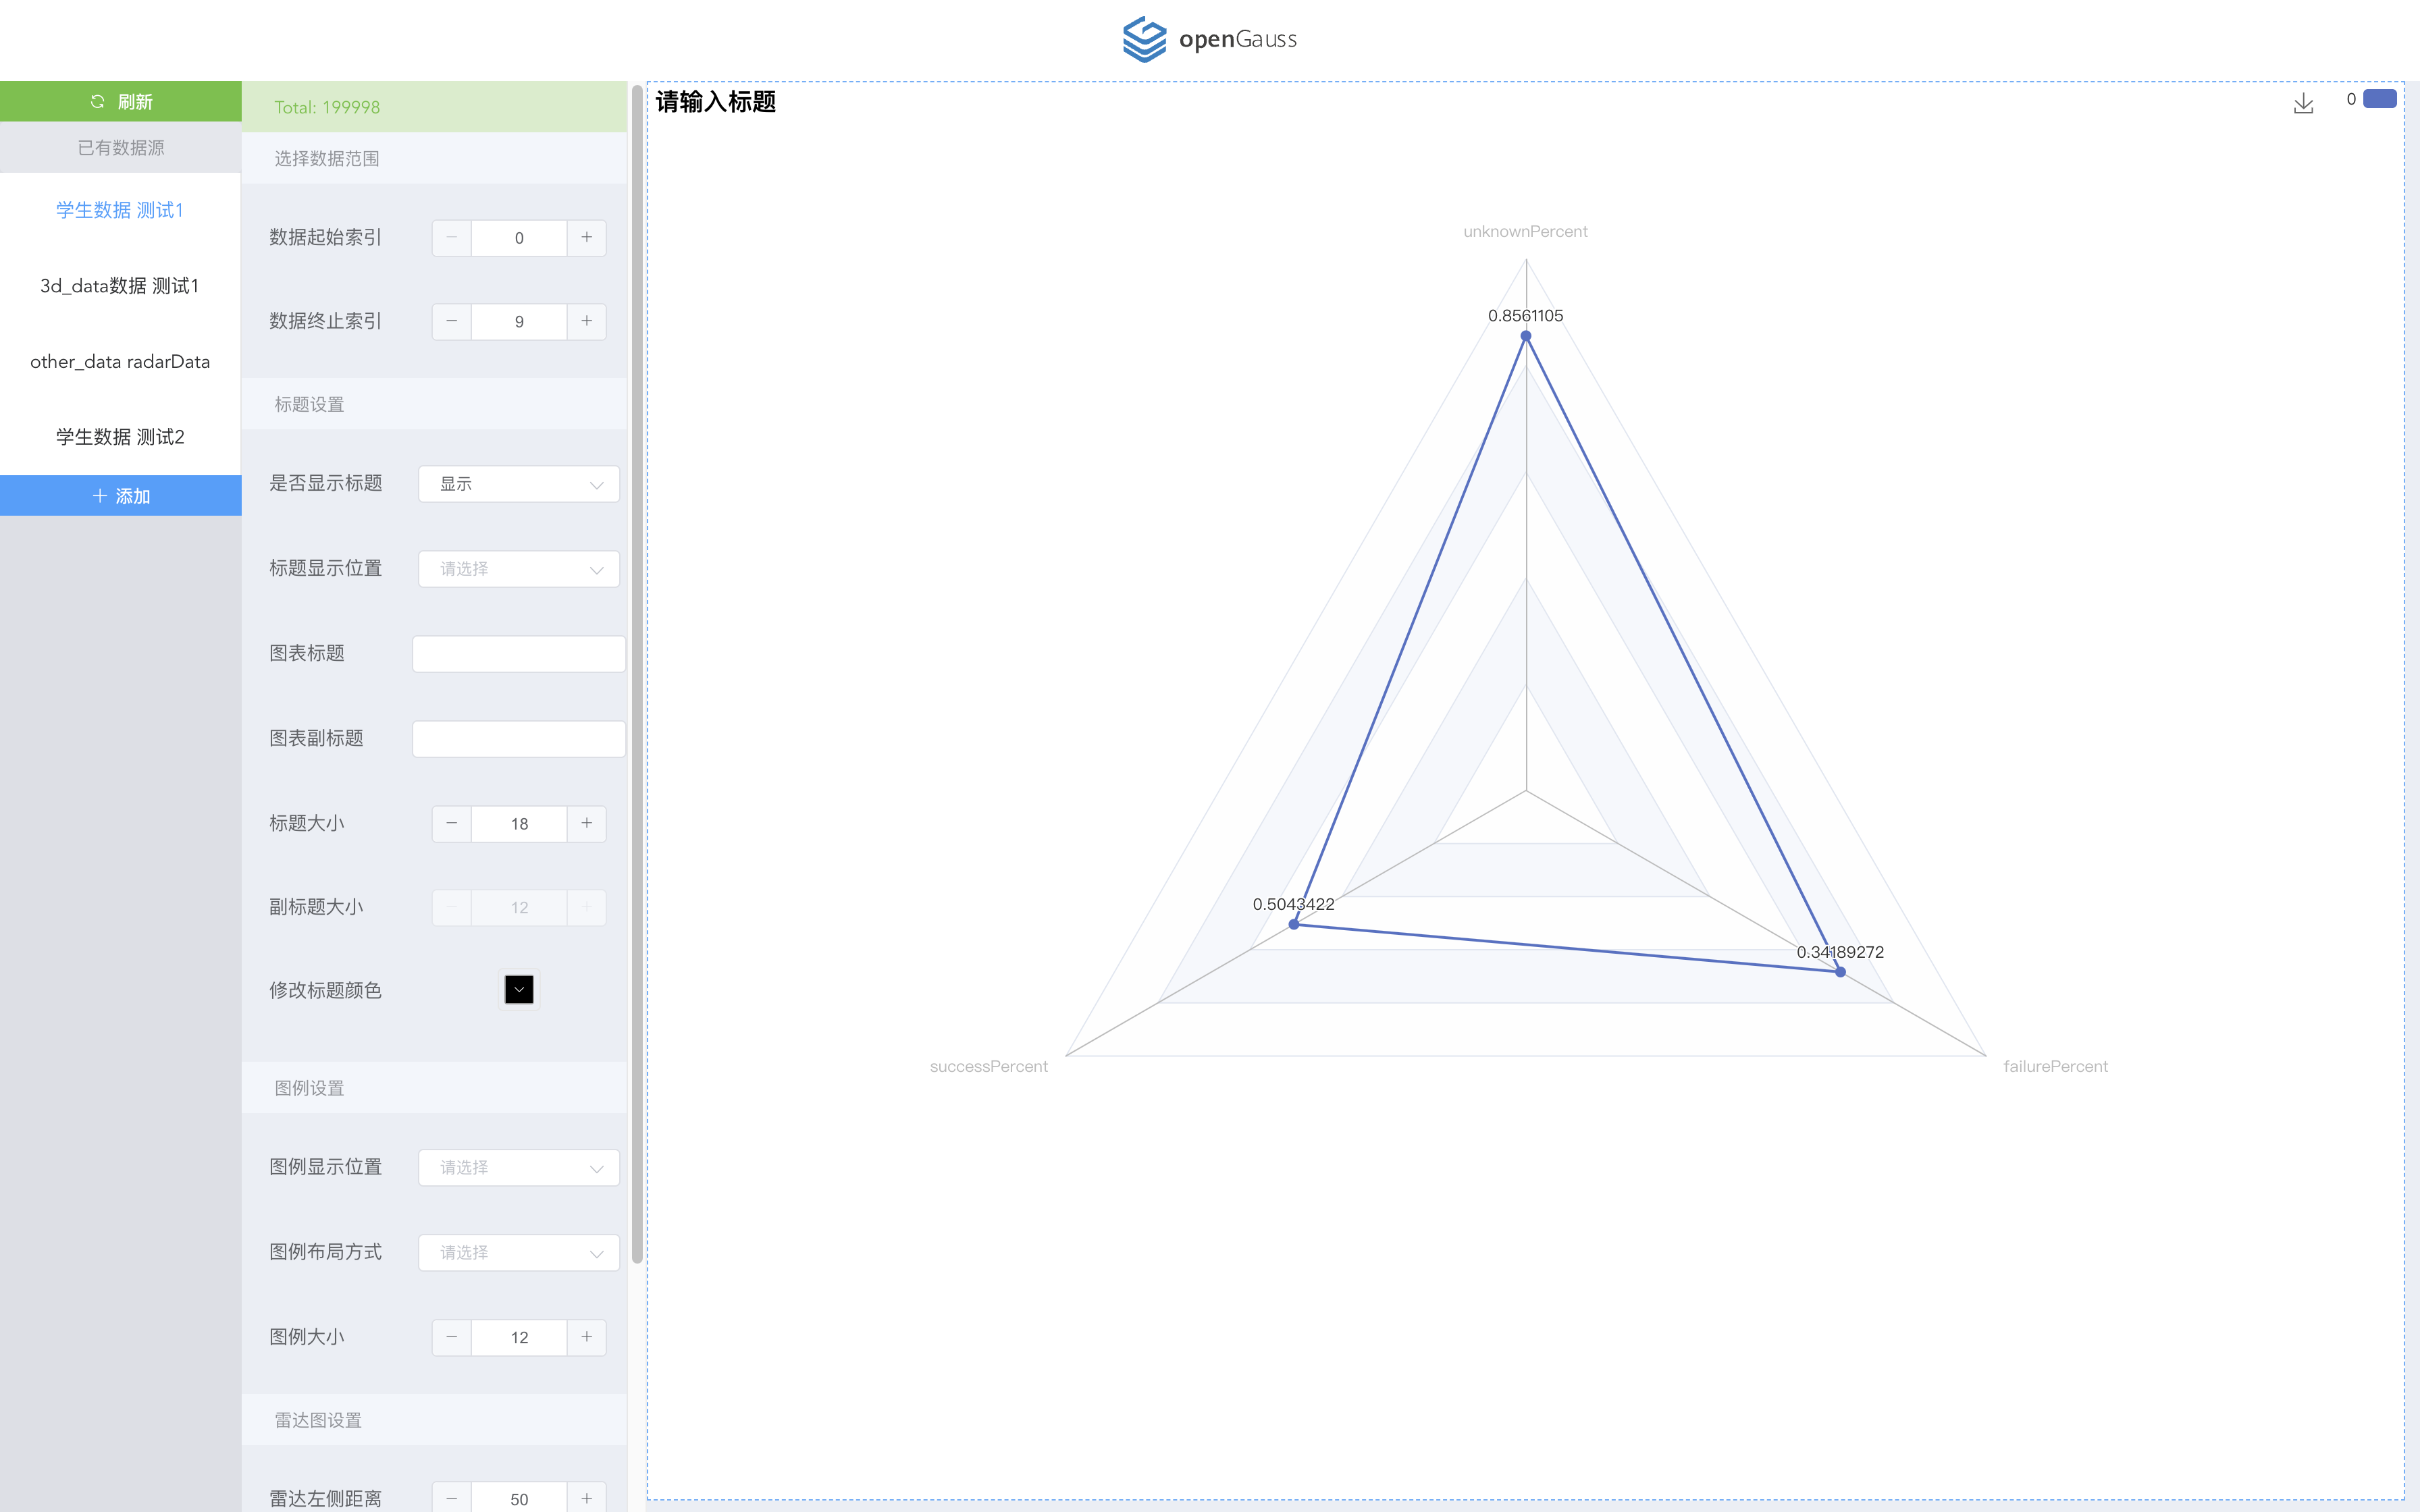 openGauss
刷新
已有数据源
学生数据 测试1
3d_data数据 测试1
other_data radarData
学生数据 测试2
添加
Total: 199998
选择数据范围
数据起始索引 0
数据终止索引 9
标题设置
是否显示标题 显示
标题显示位置 请选择
图表标题
图表副标题
标题大小 18
副标题大小 12
修改标题颜色
图例设置
图例显示位置 请选择
图例布局方式 请选择
图例大小 12
雷达图设置
雷达左侧距离 50
请输入标题
0
unknownPercent
0.8561105
0.5043422
0.34189272
successPercent
failurePercent